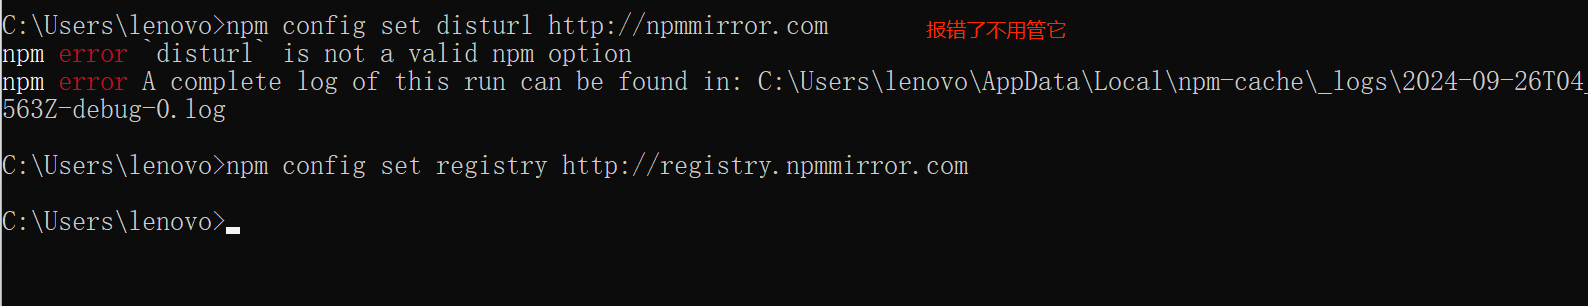 C:\Users\lenovo>npm config set disturl http://npmmirror.com 报错了不用管它
npm error `disturl` is not a valid npm option
npm error A complete log of this run can be found in: C:\Users\lenovo\AppData\Local\npm-cache\_logs\2024-09-26T04_
563Z-debug-0.log
C:\Users\lenovo>npm config set registry http://registry.npmmirror.com
C:\Users\lenovo>